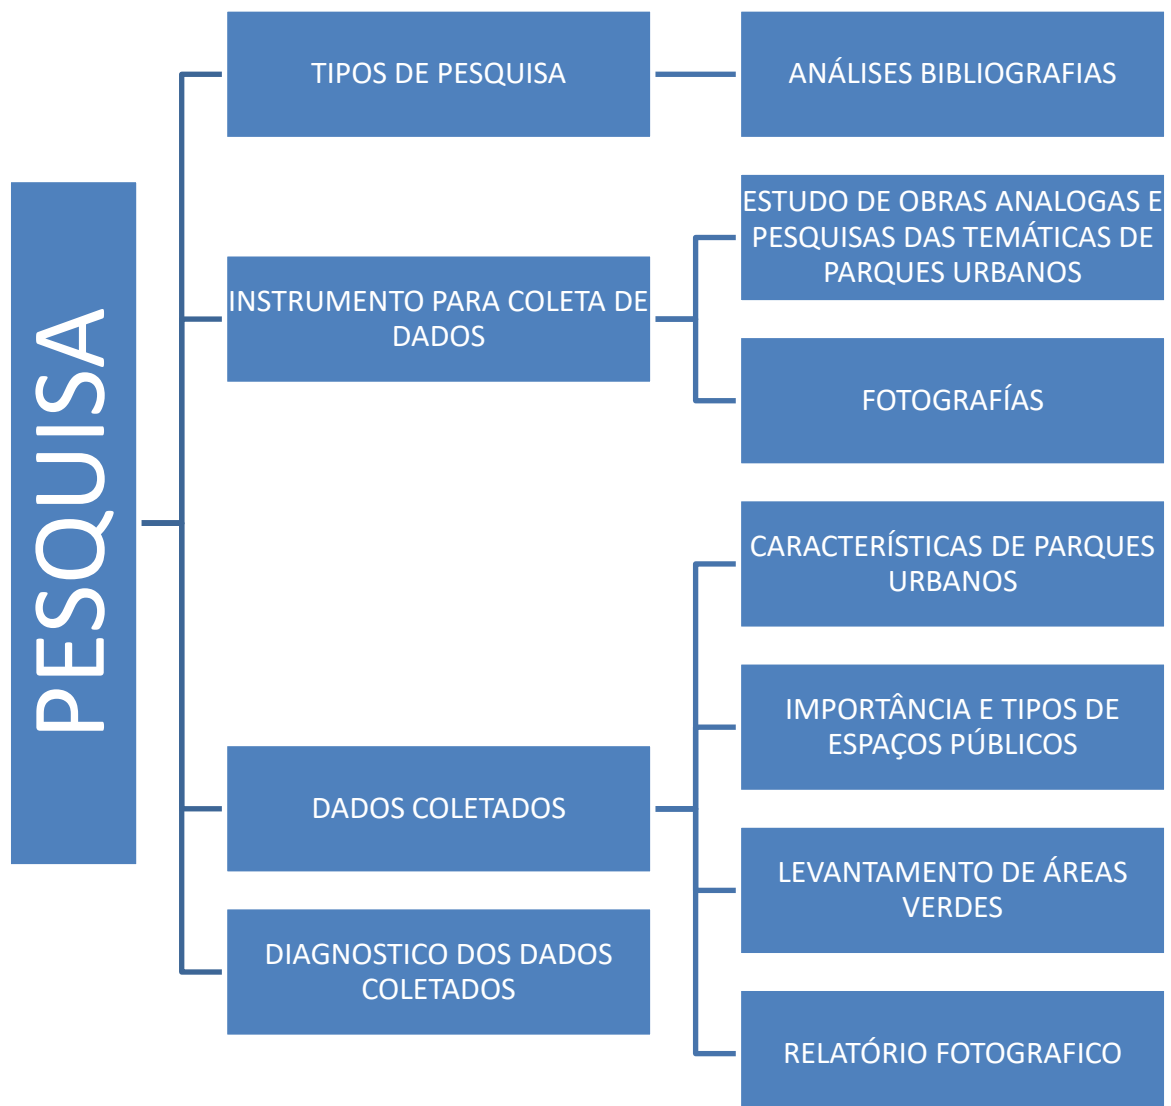 PESQUISA
TIPOS DE PESQUISA
ANÁLISES BIBLIOGRAFIAS
INSTRUMENTO PARA COLETA DE
DADOS
ESTUDO DE OBRAS ANALOGAS E
PESQUISAS DAS TEMÁTICAS DE
PARQUES URBANOS
FOTOGRAFÍAS
DADOS COLETADOS
CARACTERÍSTICAS DE PARQUES
URBANOS
IMPORTÂNCIA E TIPOS DE
ESPAÇOS PÚBLICOS
LEVANTAMENTO DE ÁREAS
VERDES
RELATÓRIO FOTOGRAFICO
DIAGNOSTICO DOS DADOS
COLETADOS